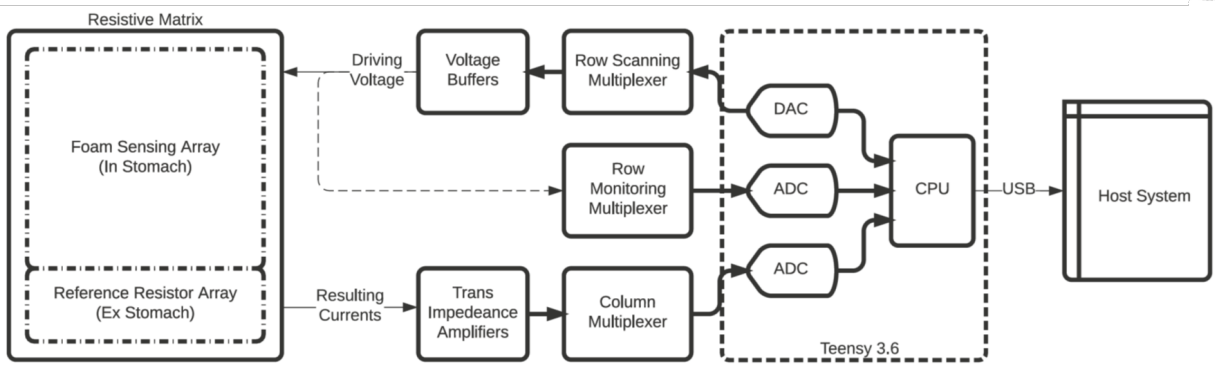 Resistive Matrix
Foam Sensing Array
(In Stomach)
Reference Resistor Array
(Ex Stomach)
Driving
Voltage
Resulting
Currents
Voltage
Buffers
Row Scanning
Multiplexer
Row
Monitoring
Multiplexer
Trans
Impedeance
Amplifiers
Column
Multiplexer
DAC
ADC
ADC
CPU
Teensy 3.6
USB
Host System